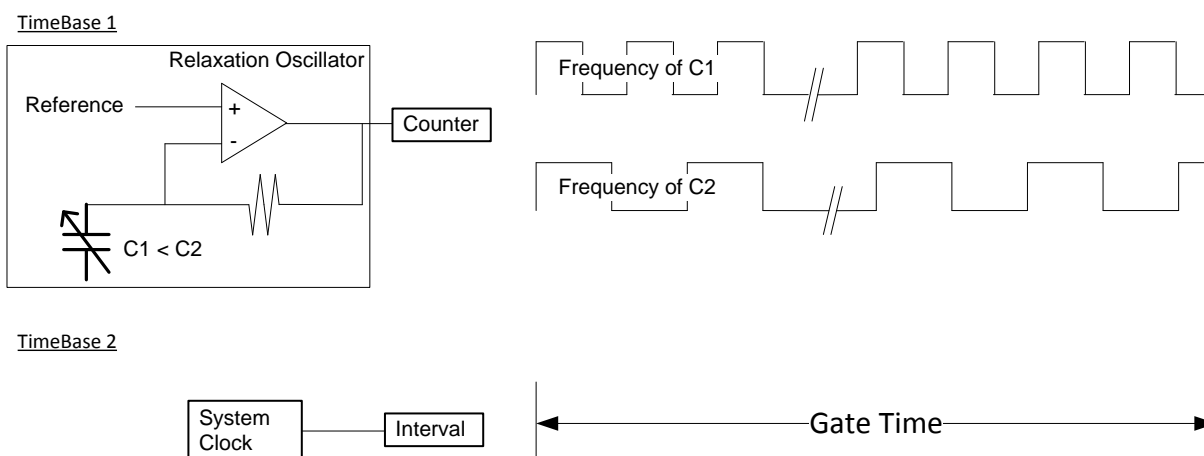 TimeBase 1
Relaxation Oscillator
Reference
+
-
Counter
C1 < C2
Frequency of C1
Frequency of C2
TimeBase 2
System
Clock
Interval
Gate Time